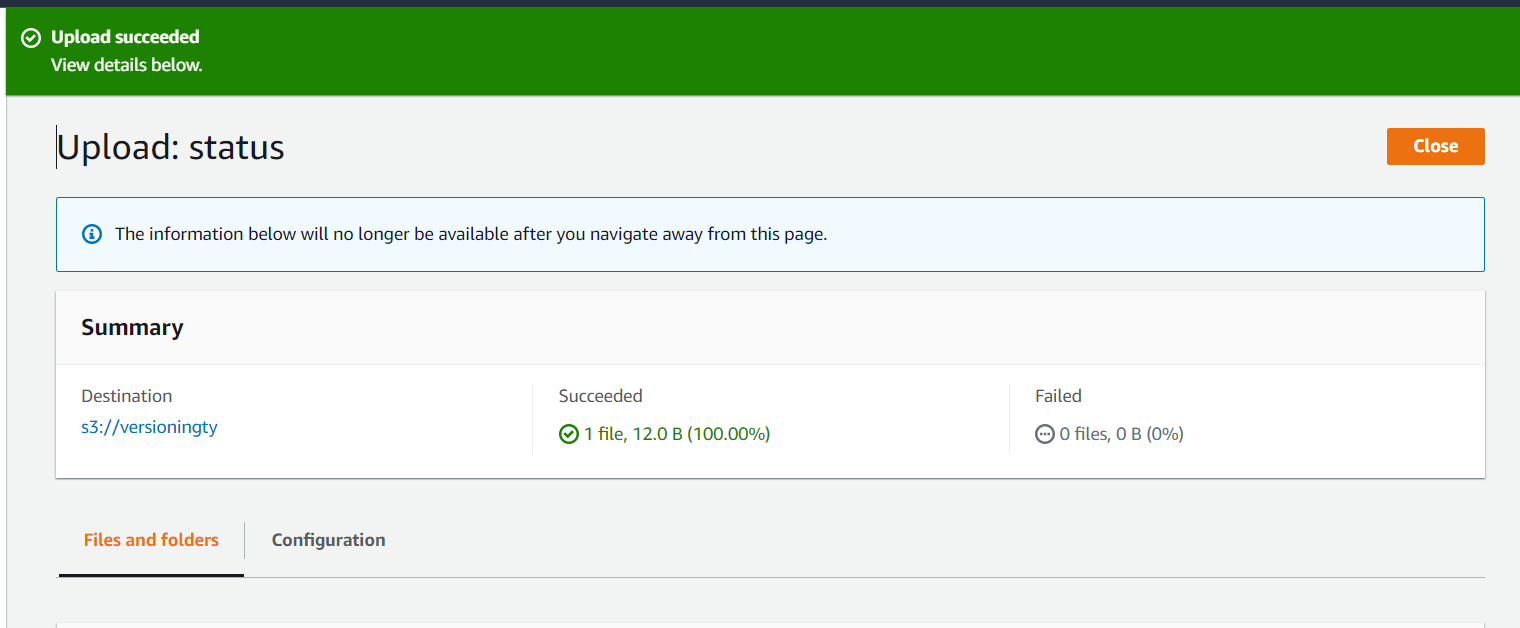 Upload succeeded
View details below.
Upload: status
Close
The information below will no longer be available after you navigate away from this page.
Summary
Destination
s3://versioningty
Succeeded
1 file, 12.0 B (100.00%)
Failed
0 files, 0 B (0%)
Files and folders
Configuration